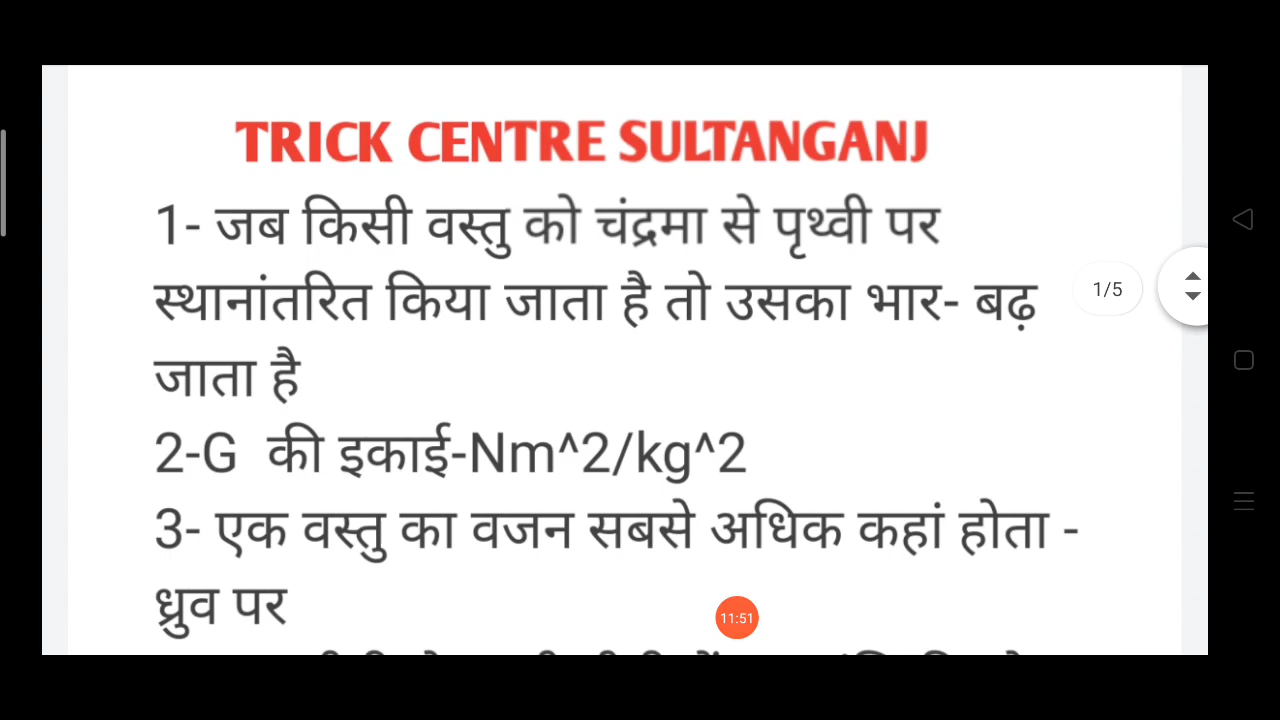 TRICK CENTRE SULTANGANJ
1- जब किसी वस्तु को चंद्रमा से पृथ्वी पर
स्थानांतरित किया जाता है तो उसका भार- बढ़
जाता है
2-G की इकाई-Nm^2/kg^2
3- एक वस्तु का वजन सबसे अधिक कहां होता -
ध्रुव पर
1/5
11:51